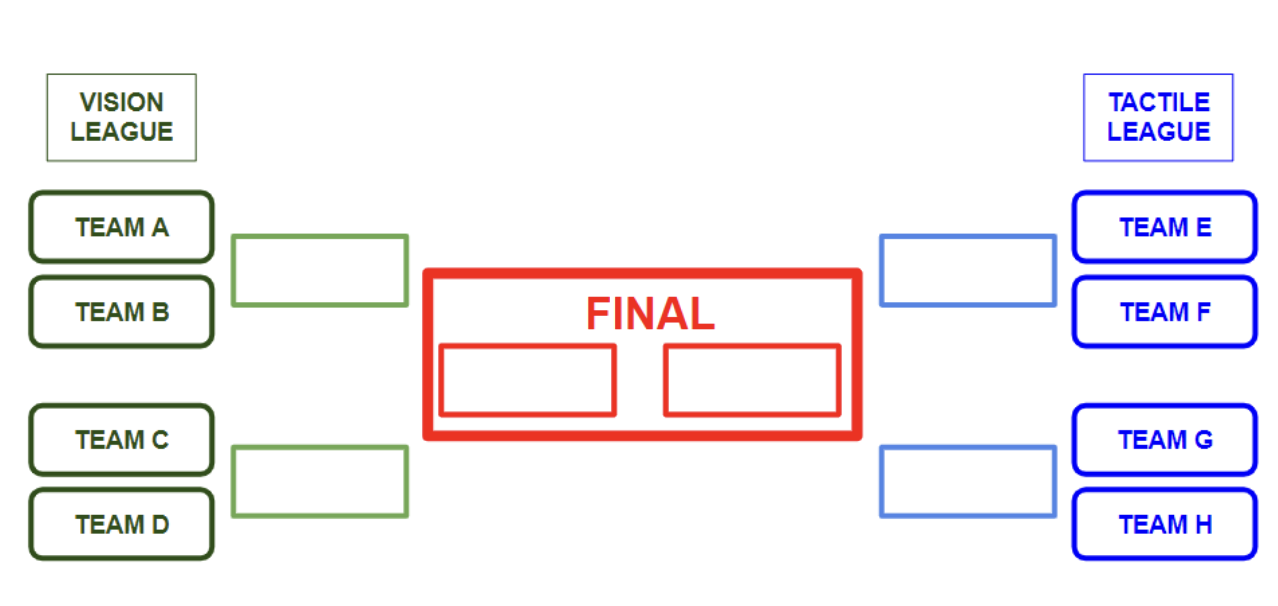 VISION
LEAGUE
TACTILE
LEAGUE
TEAM A
TEAM E
TEAM B
TEAM F
FINAL
TEAM C
TEAM G
TEAM D
TEAM H